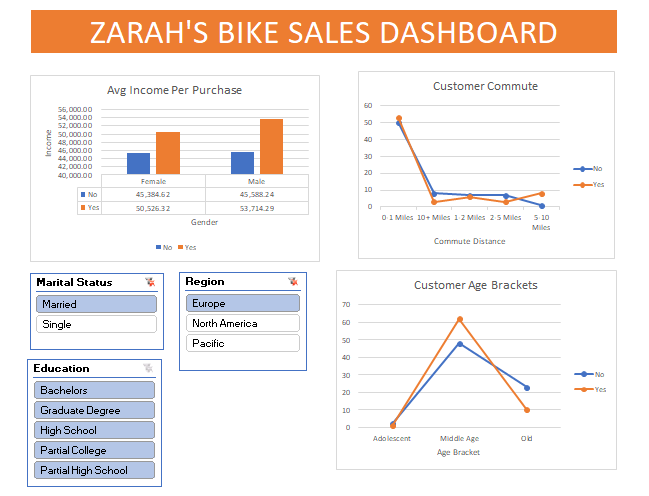 ZARAH'S BIKE SALES DASHBOARD
Avg Income Per Purchase
56,000.00
54,000.00
52,000.00
50,000.00
48,000.00
46,000.00
44,000.00
42,000.00
40,000.00
Income
Female Male
No 45,384.62 45,588.24
Yes 50,526.32 53,714.29
Gender
No Yes
Customer Commute
60
50
40
30
20
10
0
0-1 Miles 10+ Miles 1-2 Miles 2-5 Miles 5-10
Miles
Commute Distance
No
Yes
Marital Status
Married
Single
Region
Europe
North America
Pacific
Education
Bachelors
Graduate Degree
High School
Partial College
Partial High School
Customer Age Brackets
70
60
50
40
30
20
10
0
Adolescent Middle Age Old
Age Bracket
No
Yes